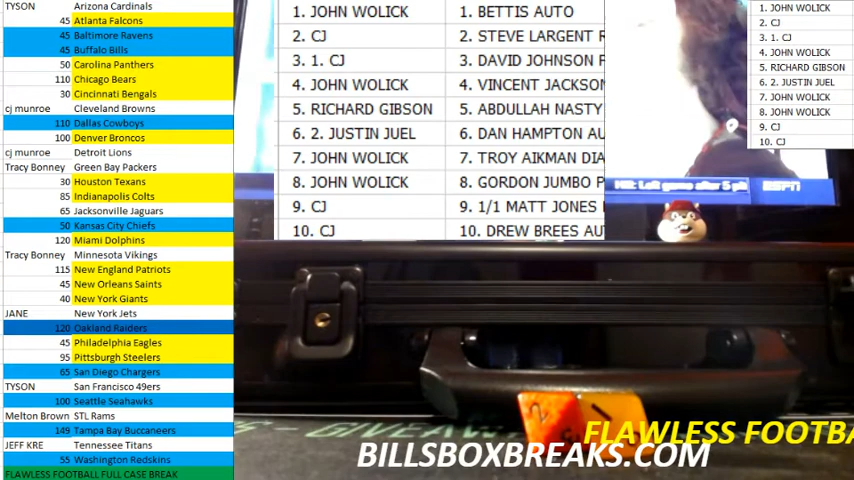 TYSON Arizona Cardinals
45 Atlanta Falcons
45 Baltimore Ravens
45 Buffalo Bills
50 Carolina Panthers
110 Chicago Bears
30 Cincinnati Bengals
cj munroe Cleveland Browns
110 Dallas Cowboys
100 Denver Broncos
cj munroe Detroit Lions
Tracy Bonney Green Bay Packers
30 Houston Texans
85 Indianapolis Colts
65 Jacksonville Jaguars
50 Kansas City Chiefs
120 Miami Dolphins
Tracy Bonney Minnesota Vikings
115 New England Patriots
45 New Orleans Saints
40 New York Giants
JANE New York Jets
120 Oakland Raiders
45 Philadelphia Eagles
95 Pittsburgh Steelers
65 San Diego Chargers
TYSON San Francisco 49ers
100 Seattle Seahawks
Melton Brown STL Rams
149 Tampa Bay Buccaneers
JEFF KRE Tennessee Titans
55 Washington Redskins
FLAWLESS FOOTBALL FULL CASE BREAK
1. JOHN WOLICK 1. BETTIS AUTO
2. CJ 2. STEVE LARGENT
3. 1. CJ 3. DAVID JOHNSON
4. JOHN WOLICK 4. VINCENT JACKSON
5. RICHARD GIBSON 5. ABDULLAH NASTY
6. 2. JUSTIN JUEL 6. DAN HAMPTON AU
7. JOHN WOLICK 7. TROY AIKMAN DIA
8. JOHN WOLICK 8. GORDON JUMBO P
9. CJ 9. 1/1 MATT JONES
10. CJ 10. DREW BREES AU
1. JOHN WOLICK
2. CJ
3. 1. CJ
4. JOHN WOLICK
5. RICHARD GIBSON
6. 2. JUSTIN JUEL
7. JOHN WOLICK
8. JOHN WOLICK
9. CJ
10. CJ
Left game after 5
ESPN
2
1
GIVEAW
FLAWLESS FOOTBA
BILLSBOXBREAKS.COM